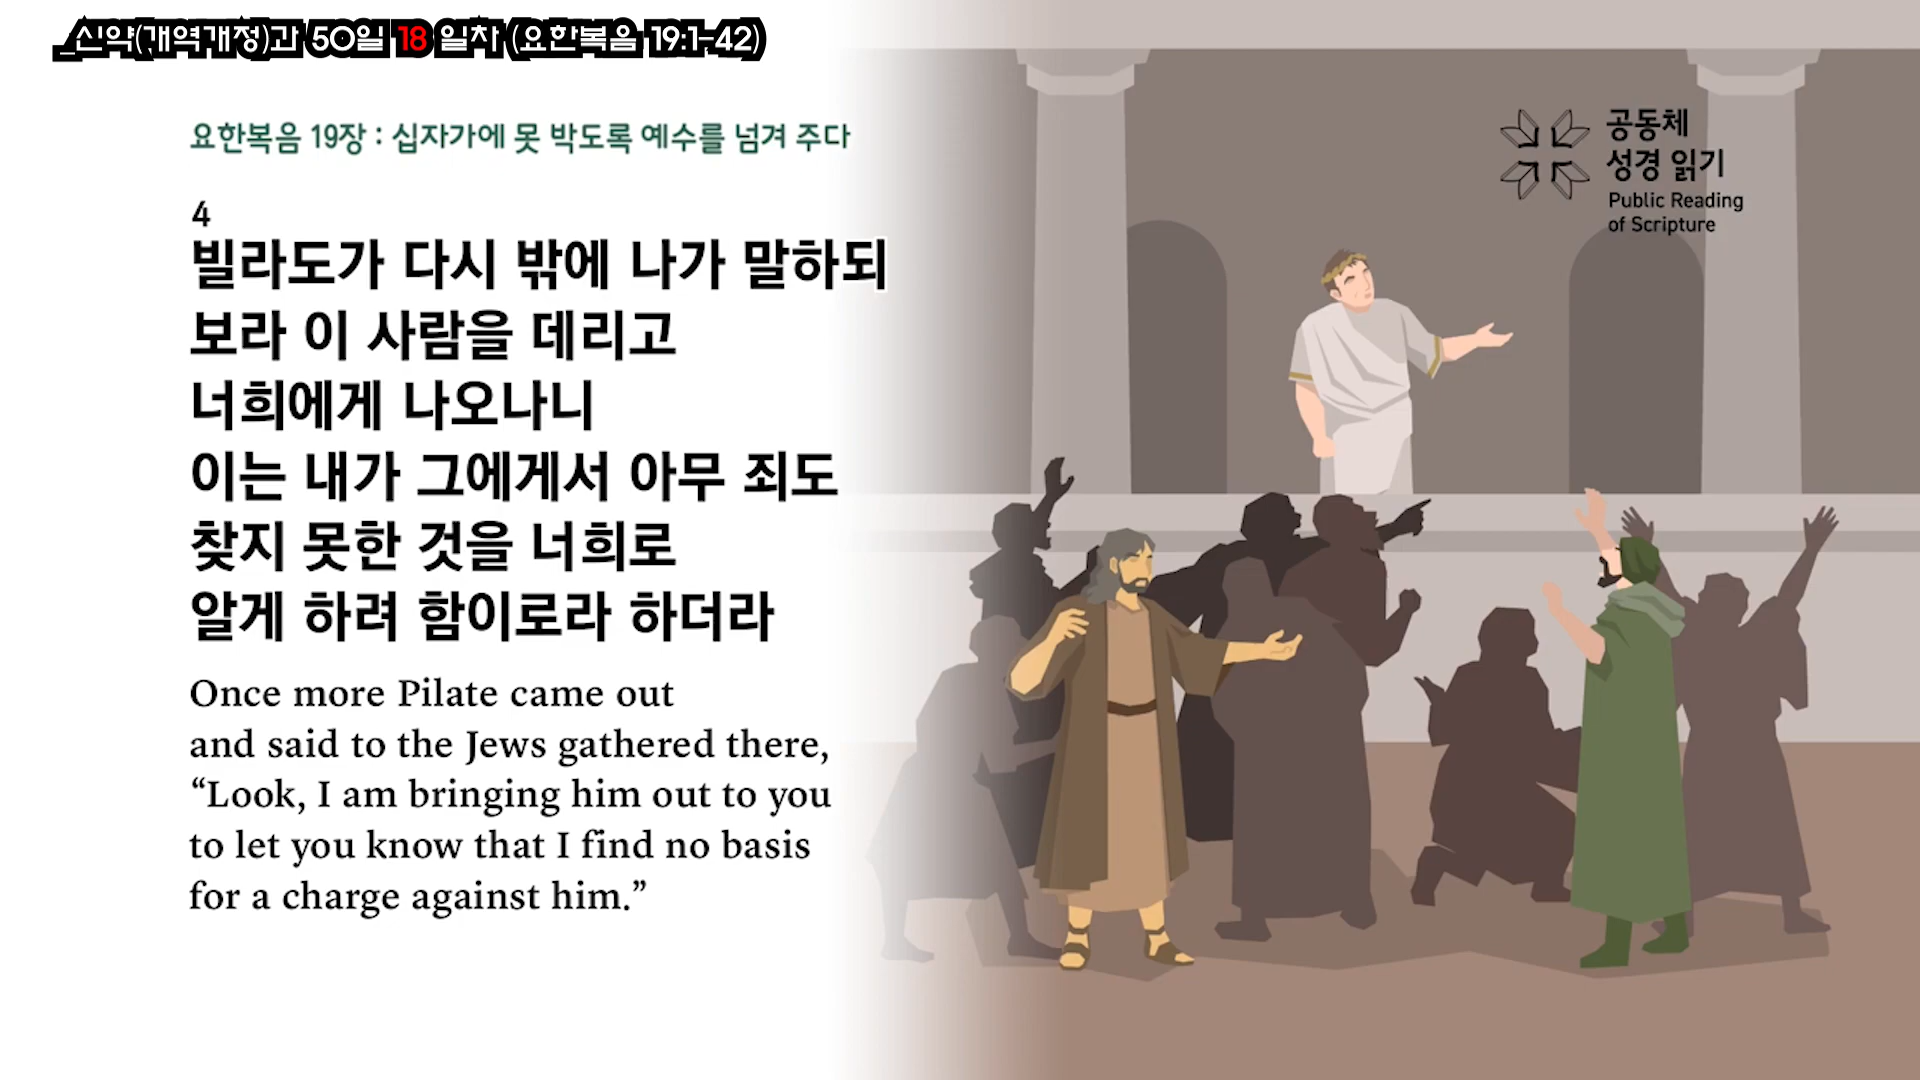 _신약(개역개정)과 50일 18 일차 (요한복음 19:1-42)
요한복음 19장 : 십자가에 못 박도록 예수를 넘겨 주다
4
빌라도가 다시 밖에 나가 말하되
보라 이 사람을 데리고
너희에게 나오나니
이는 내가 그에게서 아무 죄도
찾지 못한 것을 너희로
알게 하려 함이로라 하더라
Once more Pilate came out
and said to the Jews gathered there,
“Look, I am bringing him out to you
to let you know that I find no basis
for a charge against him.”
공동체
성경 읽기
Public Reading
of Scripture